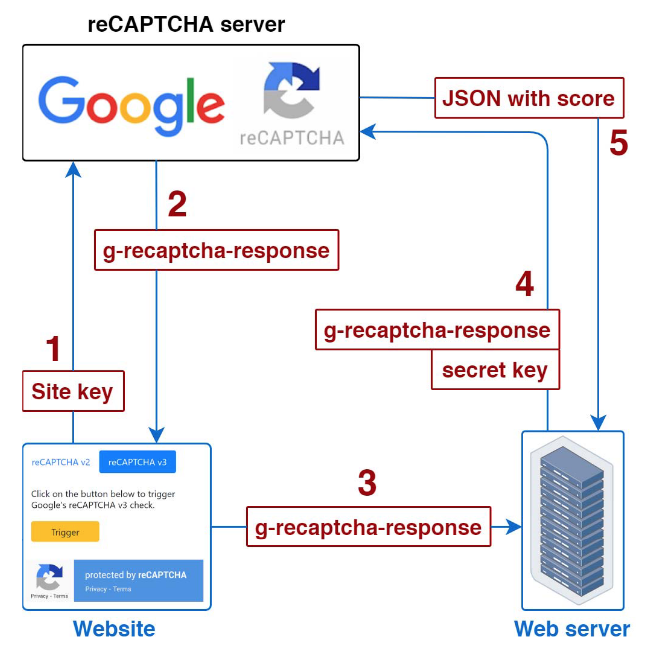 reCAPTCHA server
Google
reCAPTCHA
JSON with score
5
2
g-recaptcha-response
4
g-recaptcha-response
secret key
1
Site key
reCAPTCHA v2
reCAPTCHA v3
Click on the button below to trigger
Google's reCAPTCHA v3 check.
Trigger
protected by reCAPTCHA
Privacy - Terms
Privacy - Terms
3
g-recaptcha-response
Website
Web server